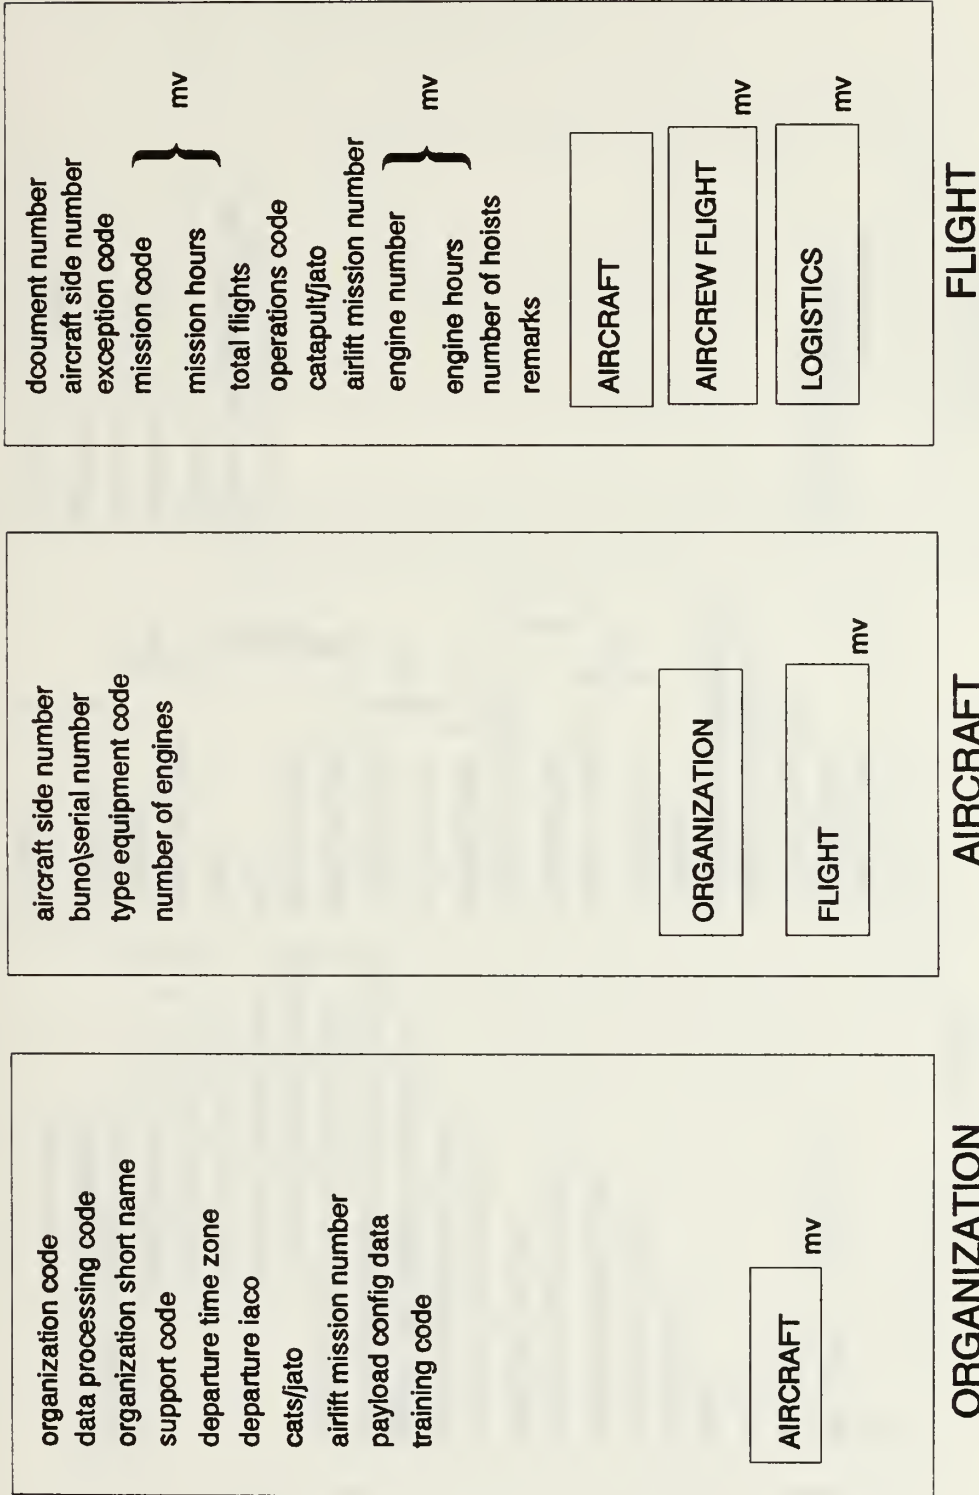 organization code
data processing code
organization short name
support code
departure time zone
departure iaco
cats/jato
airlift mission number
payload config data
training code
AIRCRAFT
mv
ORGANIZATION
aircraft side number
buno\serial number
type equipment code
number of engines
ORGANIZATION
FLIGHT
mv
AIRCRAFT
dcoument number
aircraft side number
exception code
mission code
} mv
mission hours
total flights
operations code
catapult/jato
airlift mission number
engine number
} mv
engine hours
number of hoists
remarks
AIRCRAFT
AIRCREW FLIGHT
mv
LOGISTICS
mv
FLIGHT